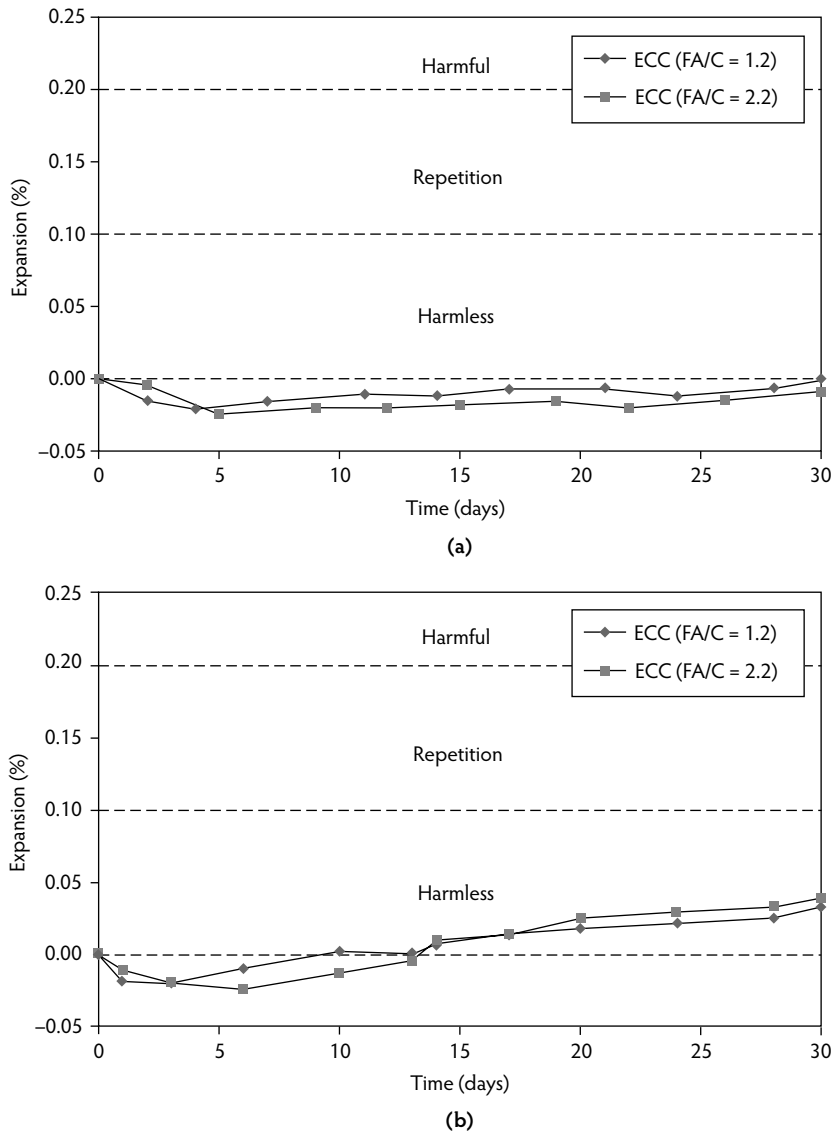 0.25
Harmful
ECC (FA/C = 1.2)
0.20
ECC (FA/C = 2.2)
0.15
Repetition
Expansion (%)
0.10
0.05
Harmless
0.00
–0.05
0 5 10 15 20 25 30
Time (days)
(a)
0.25
Harmful
ECC (FA/C = 1.2)
0.20
ECC (FA/C = 2.2)
0.15
Repetition
Expansion (%)
0.10
0.05
Harmless
0.00
–0.05
0 5 10 15 20 25 30
Time (days)
(b)